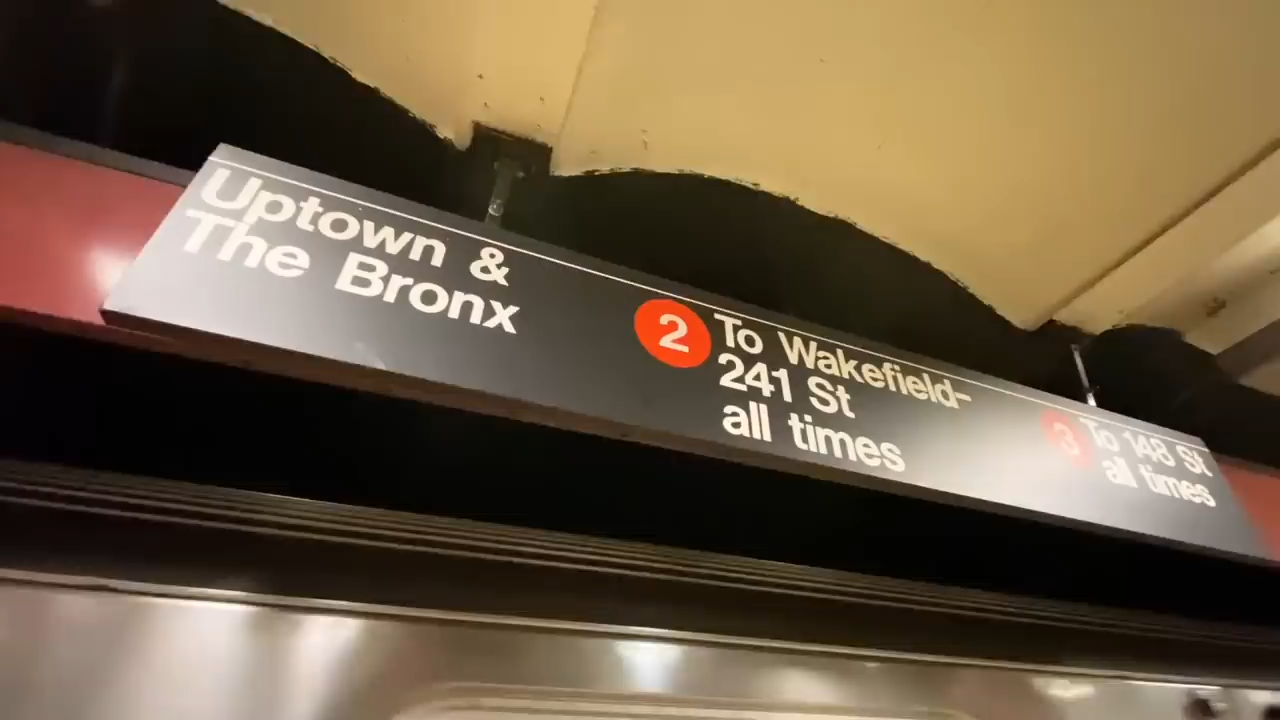 Uptown &
The Bronx
2 To Wakefield-
241 St
all times
3 To 148 St
all times